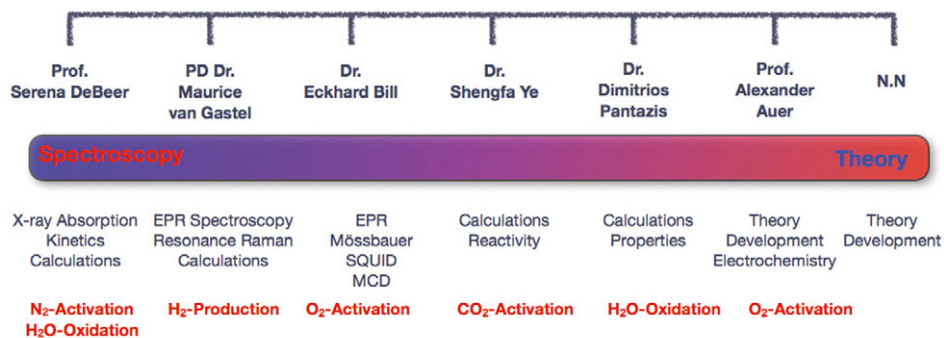 Prof.
Serena DeBeer
PD Dr.
Maurice
van Gastel
Dr.
Eckhard Bill
Dr.
Shengfa Ye
Dr.
Dimitrios
Pantazis
Prof.
Alexander
Auer
N.N
Spectroscopy
Theory
X-ray Absorption
Kinetics
Calculations
EPR Spectroscopy
Resonance Raman
Calculations
EPR
Mössbauer
SQUID
MCD
Calculations
Reactivity
Calculations
Properties
Theory
Development
Electrochemistry
Theory
Development
N₂-Activation
H₂O-Oxidation
H₂-Production
O₂-Activation
CO₂-Activation
H₂O-Oxidation
O₂-Activation